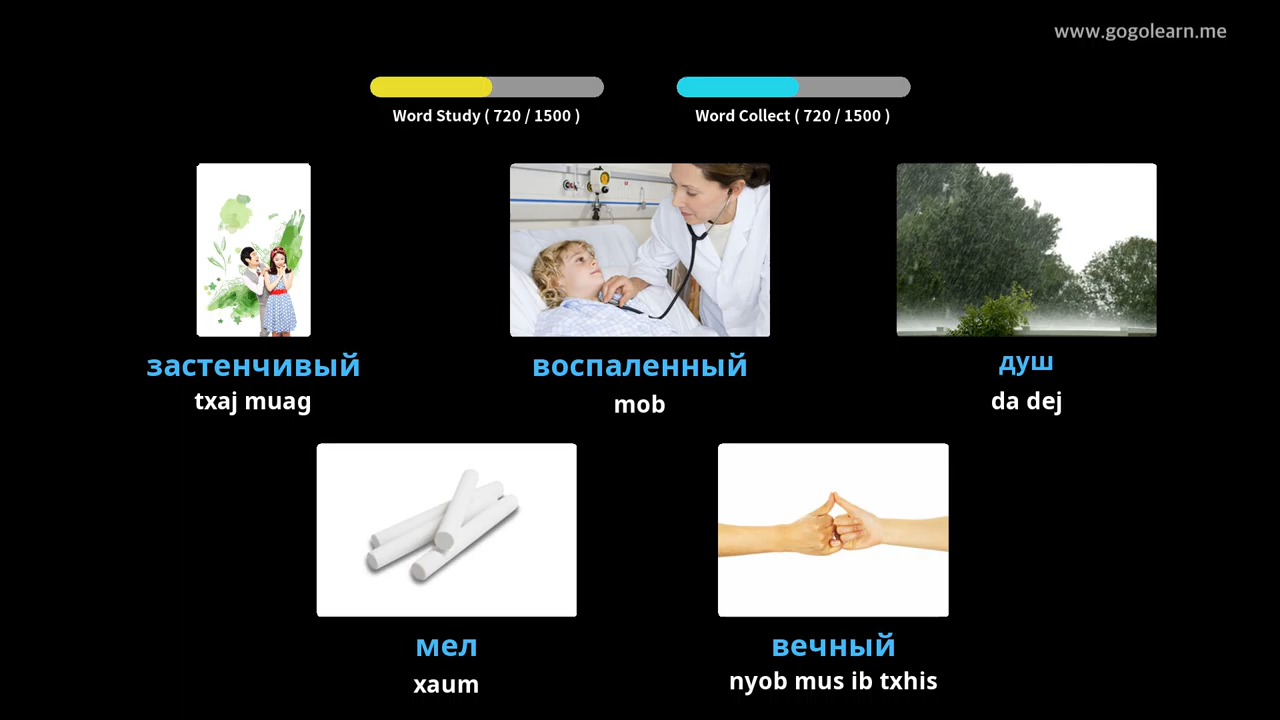 www.gogolearn.me
Word Study ( 720 / 1500 )
Word Collect ( 720 / 1500 )
застенчивый
txaj muag
воспаленный
mob
душ
da dej
мел
xaum
вечный
nyob mus ib txhis